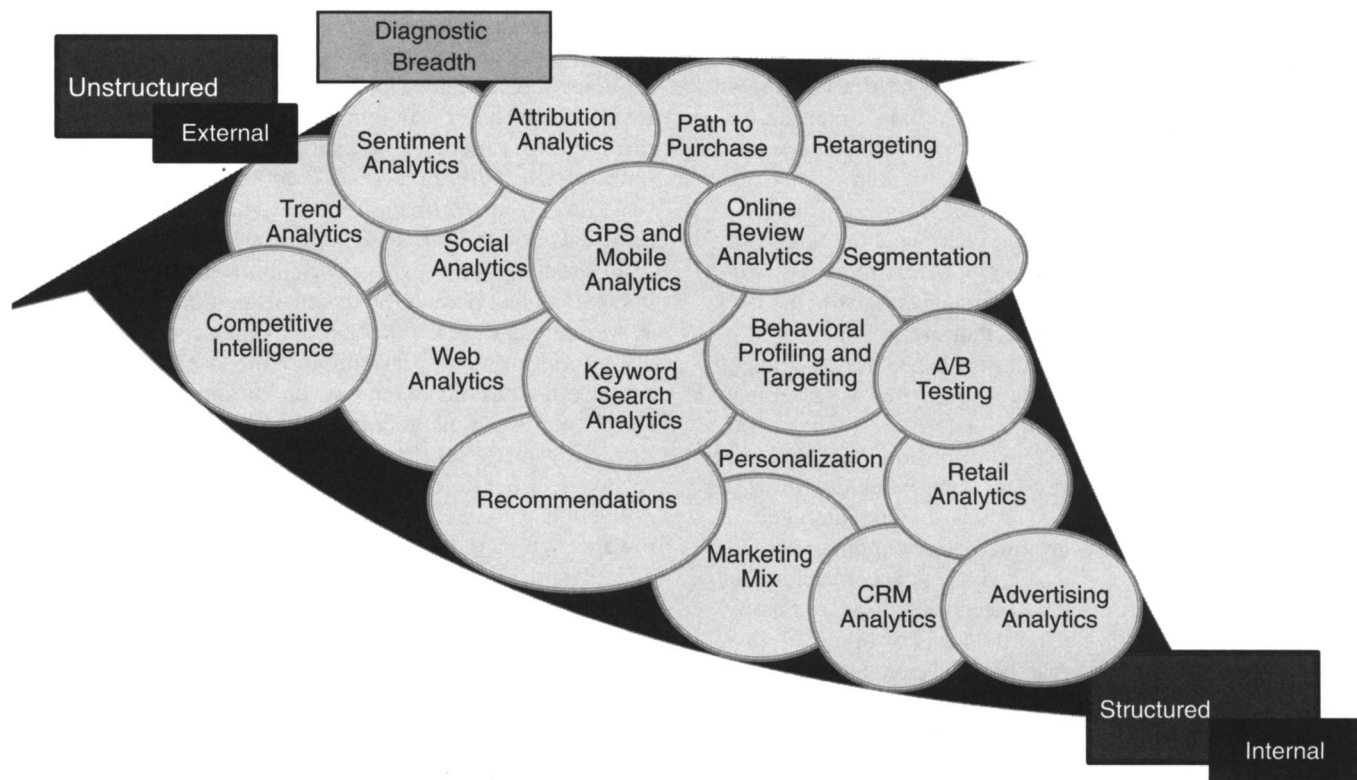 Diagnostic
Breadth
Unstructured
External
Attribution
Analytics
Path to
Purchase
Retargeting
Sentiment
Analytics
Trend
Analytics
Social
Analytics
GPS and
Mobile
Analytics
Online
Review
Analytics
Segmentation
Competitive
Intelligence
Web
Analytics
Keyword
Search
Analytics
Behavioral
Profiling and
Targeting
A/B
Testing
Recommendations
Personalization
Retail
Analytics
Marketing
Mix
CRM
Analytics
Advertising
Analytics
Structured
Internal